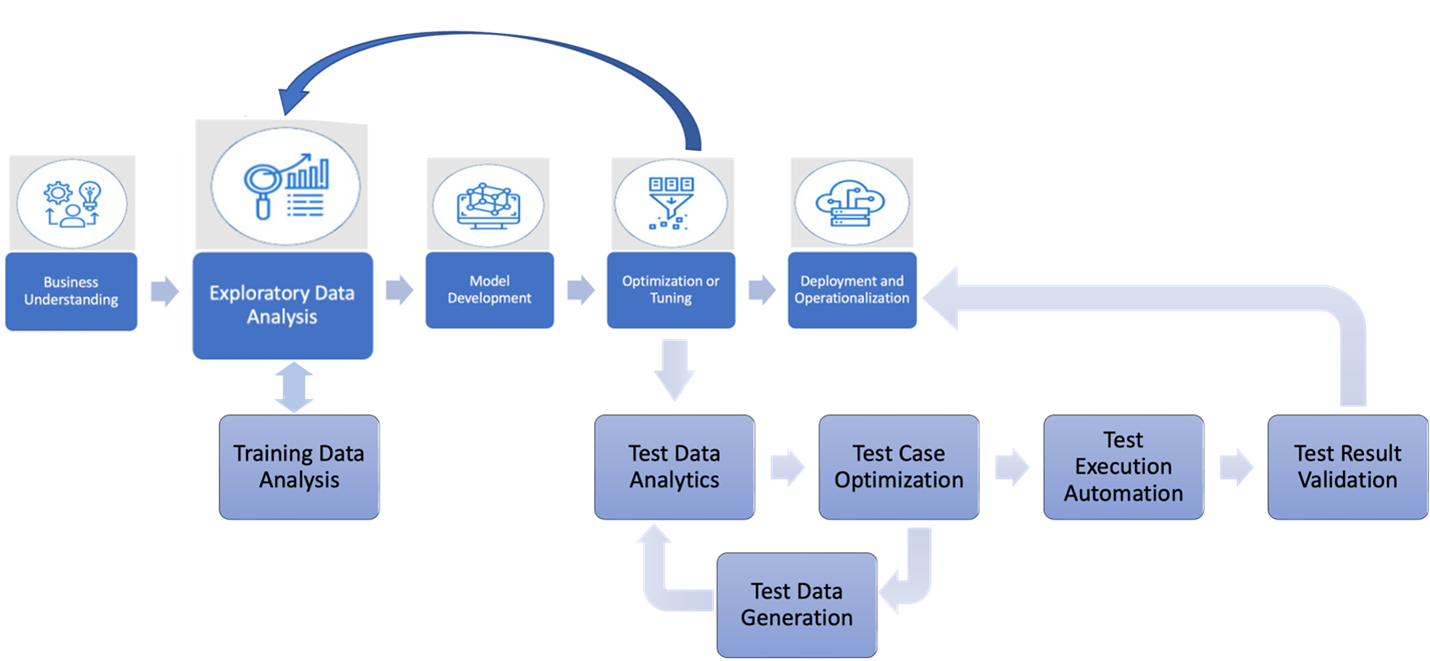 Business
Understanding
Exploratory Data
Analysis
Model
Development
Optimization or
Tuning
Deployment and
Operationalization
Training Data
Analysis
Test Data
Analytics
Test Case
Optimization
Test
Execution
Automation
Test Result
Validation
Test Data
Generation